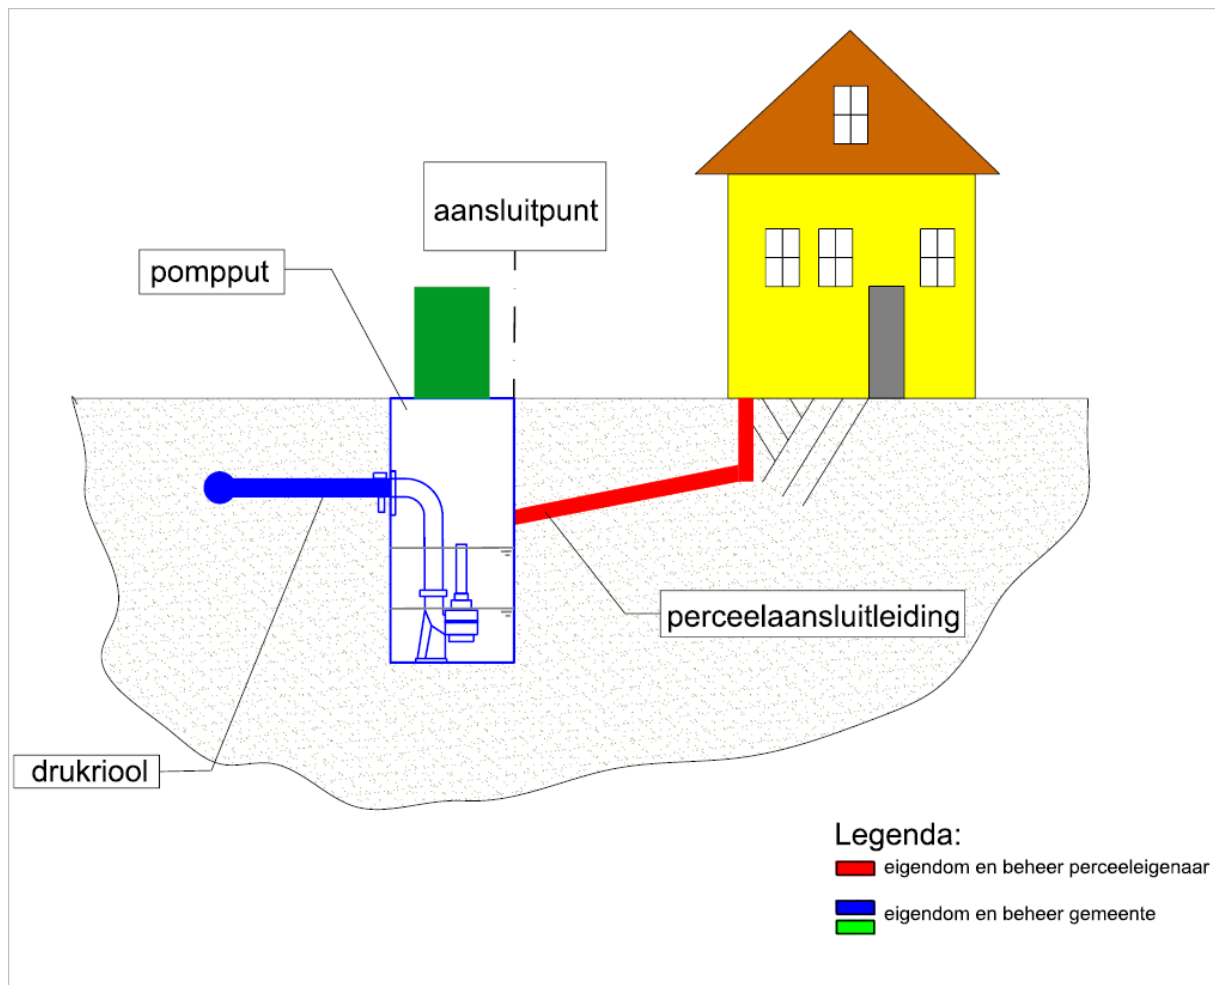 aansluitpunt
pompput
perceelaansluitleiding
drukriool
Legenda:
eigendom en beheer perceeleigenaar
eigendom en beheer gemeente